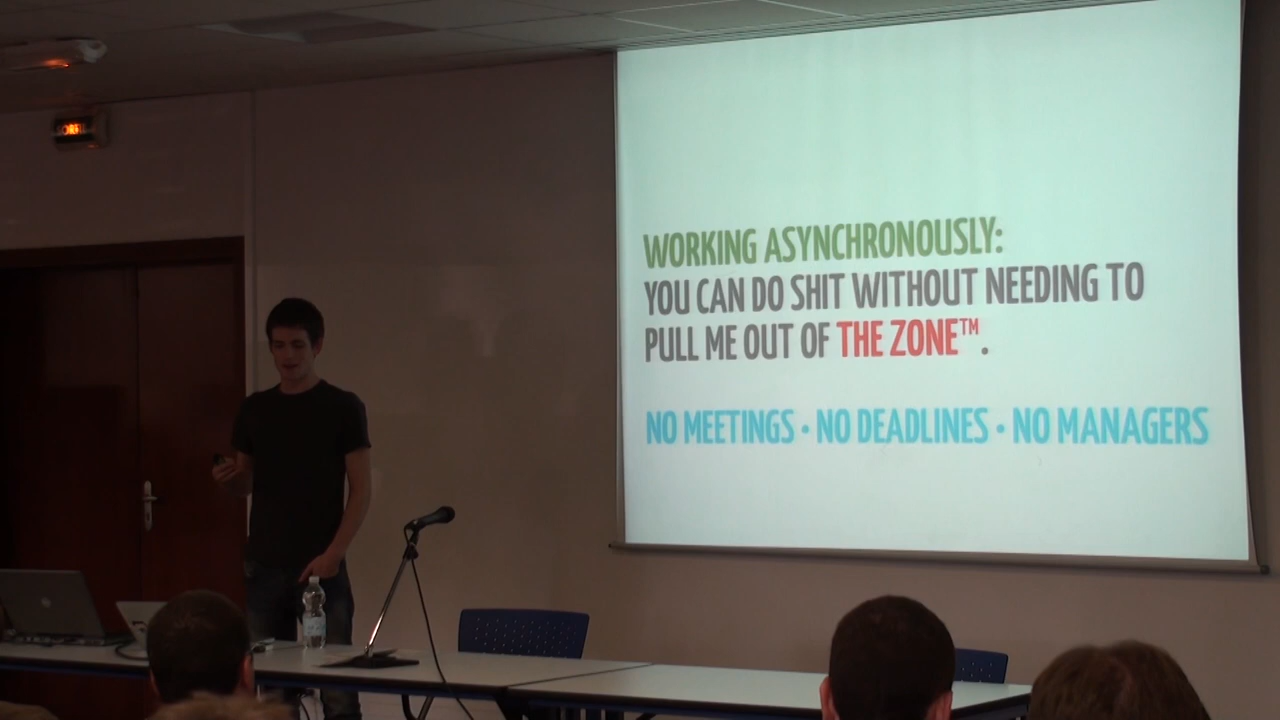 WORKING ASYNCHRONOUSLY:
YOU CAN DO SHIT WITHOUT NEEDING TO
PULL ME OUT OF THE ZONE™.
NO MEETINGS • NO DEADLINES • NO MANAGERS